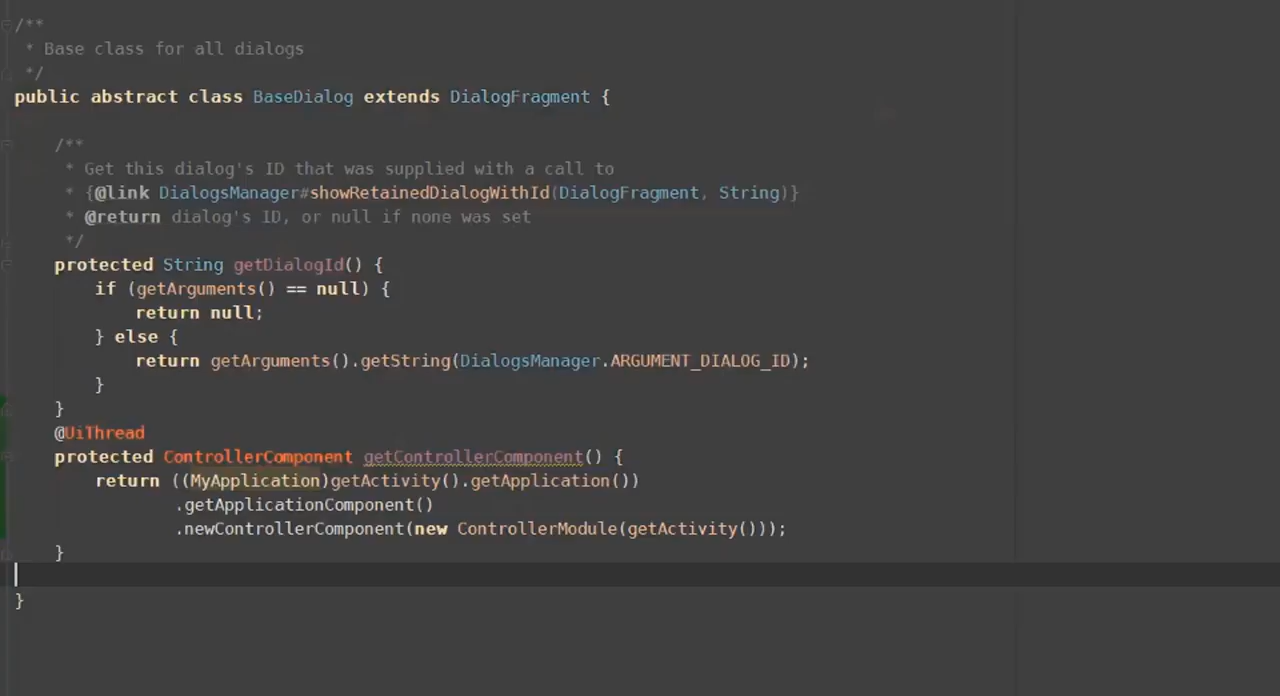 /**
 * Base class for all dialogs
 */
public abstract class BaseDialog extends DialogFragment {

    /**
     * Get this dialog's ID that was supplied with a call to
     * {@link DialogsManager#showRetainedDialogWithId(DialogFragment, String)}
     * @return dialog's ID, or null if none was set
     */
    protected String getDialogId() {
        if (getArguments() == null) {
            return null;
        } else {
            return getArguments().getString(DialogsManager.ARGUMENT_DIALOG_ID);
        }
    }
    @UiThread
    protected ControllerComponent getControllerComponent() {
        return ((MyApplication)getActivity().getApplication())
                .getApplicationComponent()
                .newControllerComponent(new ControllerModule(getActivity()));
    }

}